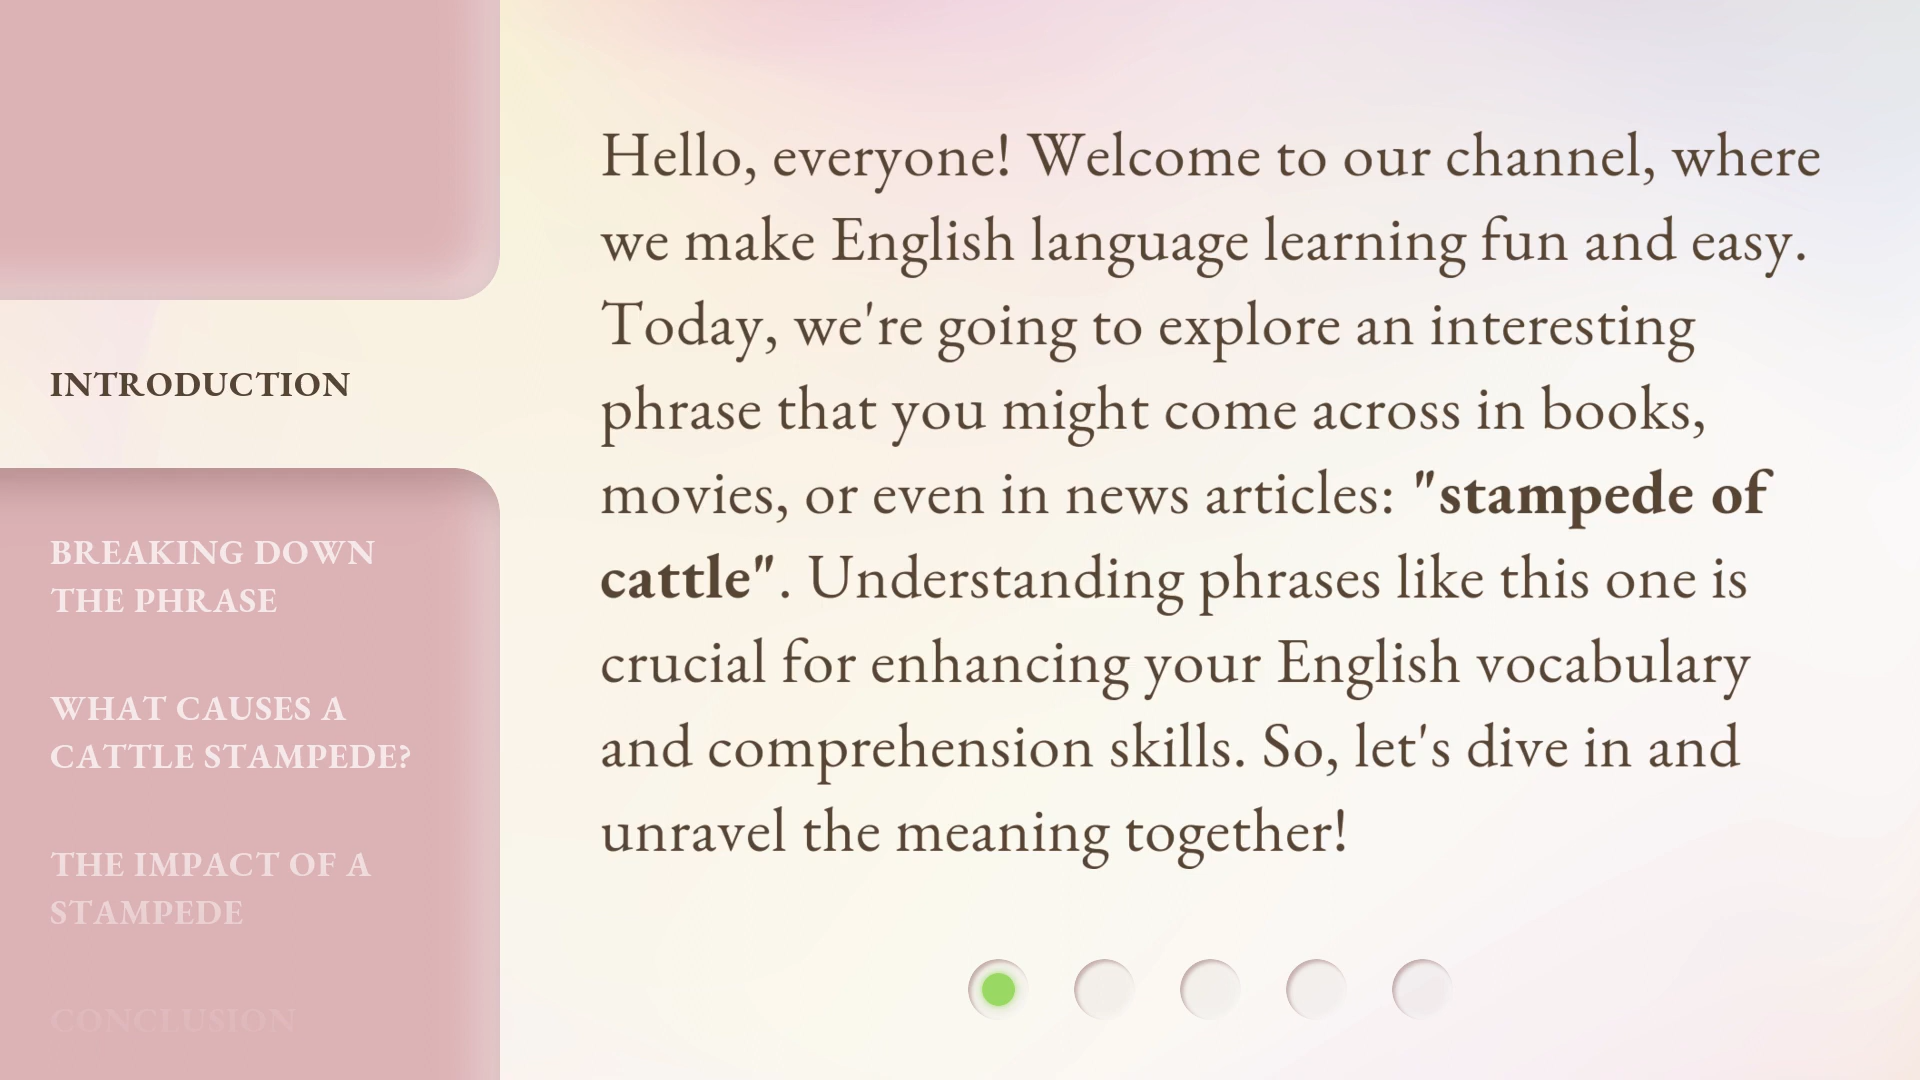 INTRODUCTION
BREAKING DOWN
THE PHRASE
WHAT CAUSES A
CATTLE STAMPEDE?
THE IMPACT OF A
STAMPEDE
CONCLUSION
Hello, everyone! Welcome to our channel, where
we make English language learning fun and easy.
Today, we're going to explore an interesting
phrase that you might come across in books,
movies, or even in news articles: "stampede of
cattle". Understanding phrases like this one is
crucial for enhancing your English vocabulary
and comprehension skills. So, let's dive in and
unravel the meaning together!